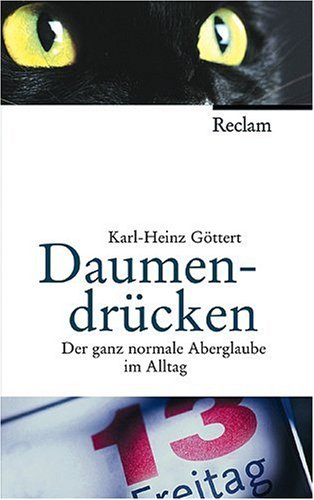 Reclam
Karl-Heinz Göttert
Daumen-
drücken
Der ganz normale Aberglaube
im Alltag
13
Freitag